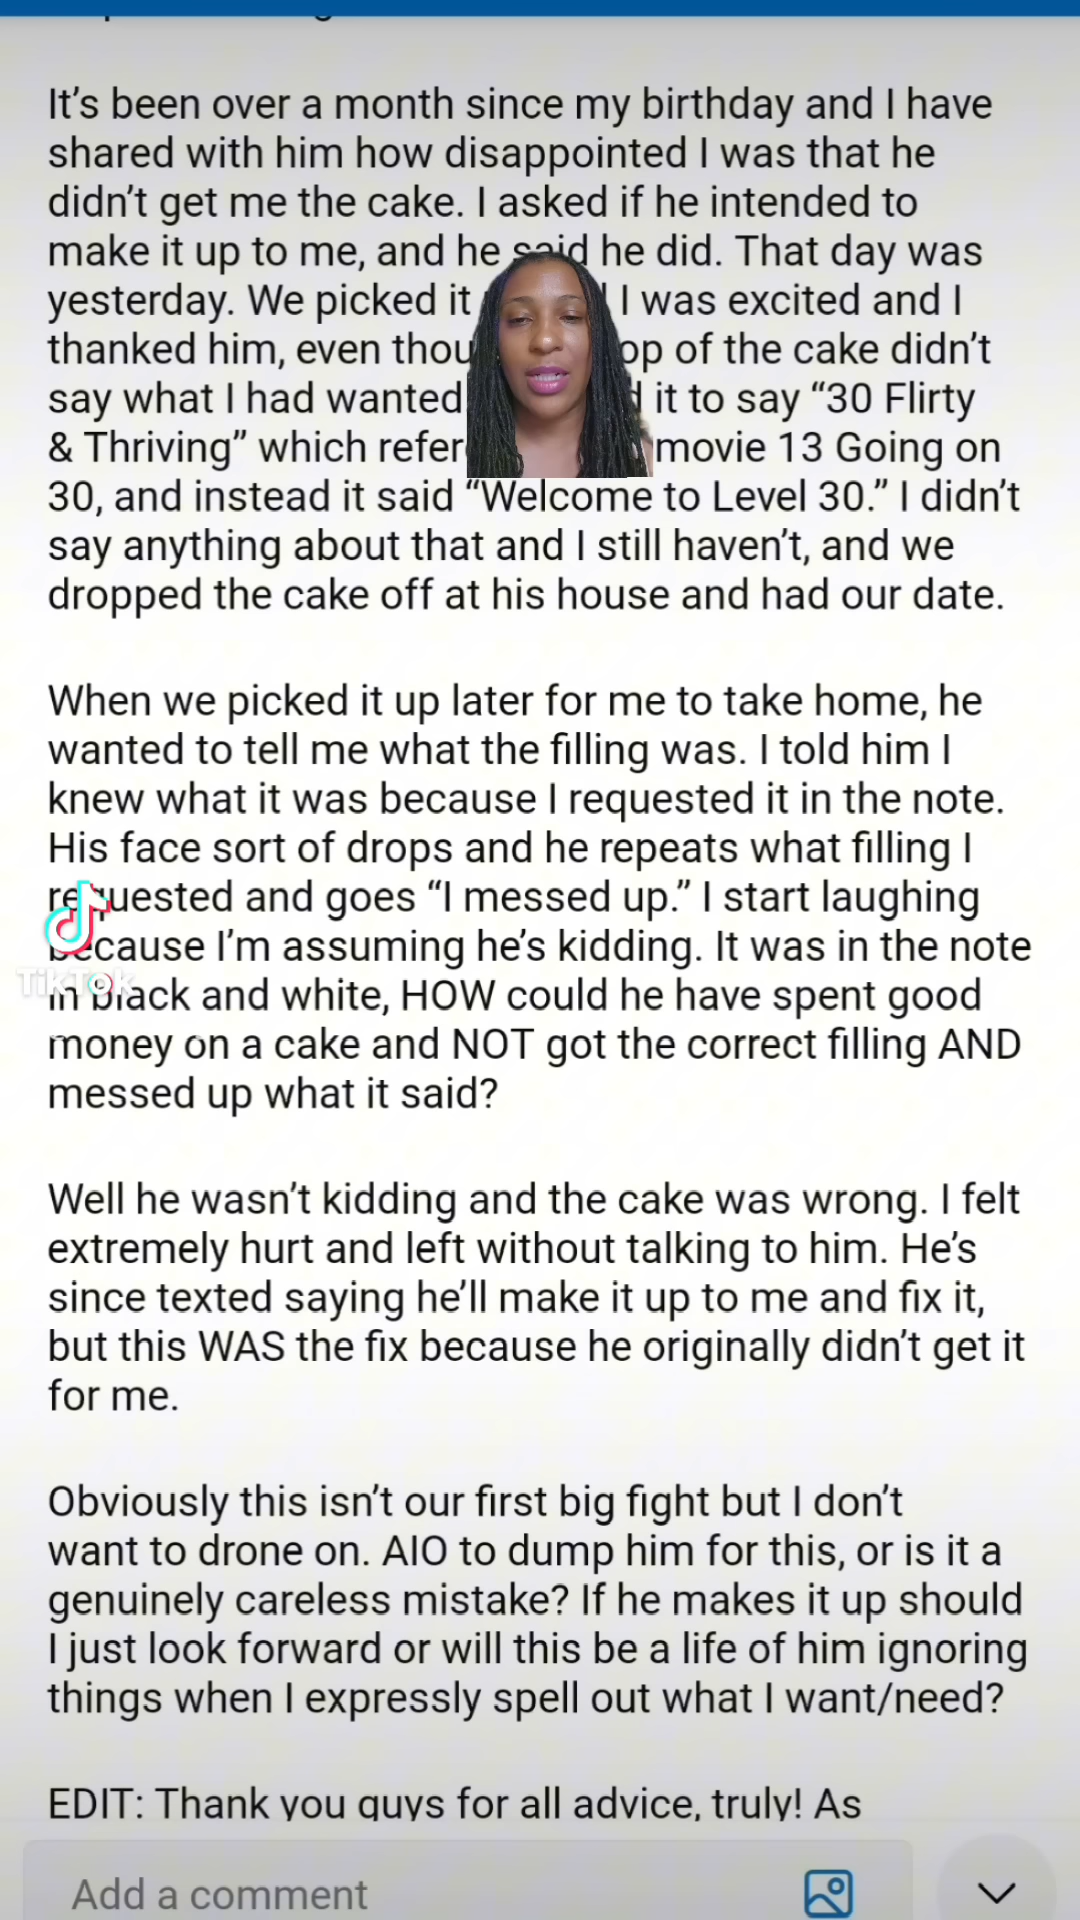 It’s been over a month since my birthday and I have
shared with him how disappointed I was that he
didn’t get me the cake. I asked if he intended to
make it up to me, and he said he did. That day was
yesterday. We picked it I was excited and I
thanked him, even of the cake didn’t
say what I had wanted it to say “30 Flirty
& Thriving” which movie 13 Going on
30, and instead it said “Welcome to Level 30.” I didn’t
say anything about that and I still haven’t, and we
dropped the cake off at his house and had our date.
When we picked it up later for me to take home, he
wanted to tell me what the filling was. I told him I
knew what it was because I requested it in the note.
His face sort of drops and he repeats what filling I
requested and goes “I messed up.” I start laughing
because I’m assuming he’s kidding. It was in the note
in black and white, HOW could he have spent good
money on a cake and NOT got the correct filling AND
messed up what it said?
Well he wasn’t kidding and the cake was wrong. I felt
extremely hurt and left without talking to him. He’s
since texted saying he’ll make it up to me and fix it,
but this WAS the fix because he originally didn’t get it
for me.
Obviously this isn’t our first big fight but I don’t
want to drone on. AIO to dump him for this, or is it a
genuinely careless mistake? If he makes it up should
I just look forward or will this be a life of him ignoring
things when I expressly spell out what I want/need?
EDIT: Thank you guys for all advice, truly! As
Add a comment
TikTok